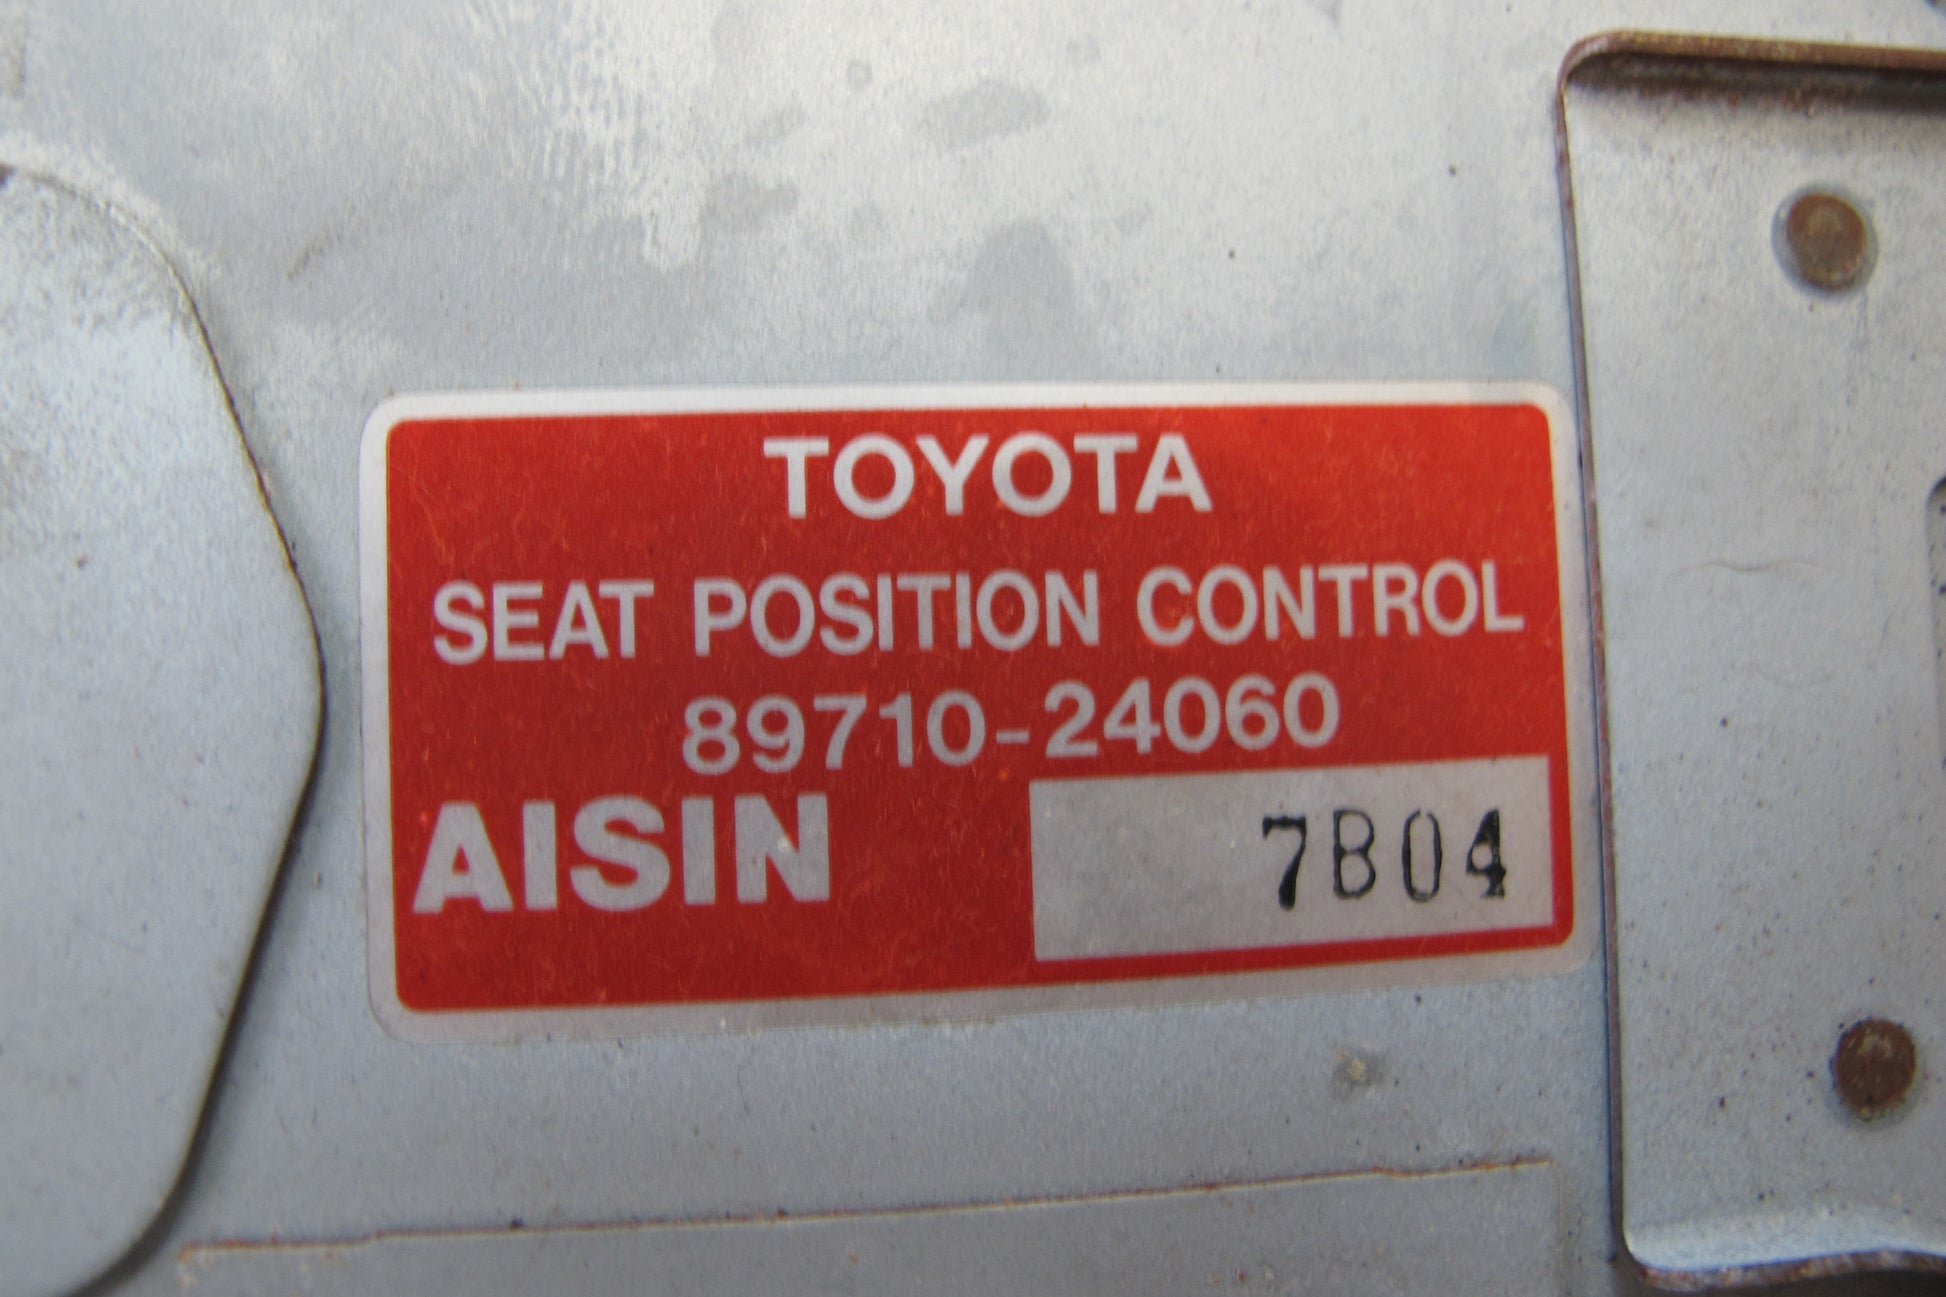 TOYOTA
SEAT POSITION CONTROL
89710-24060
AISIN
7B04